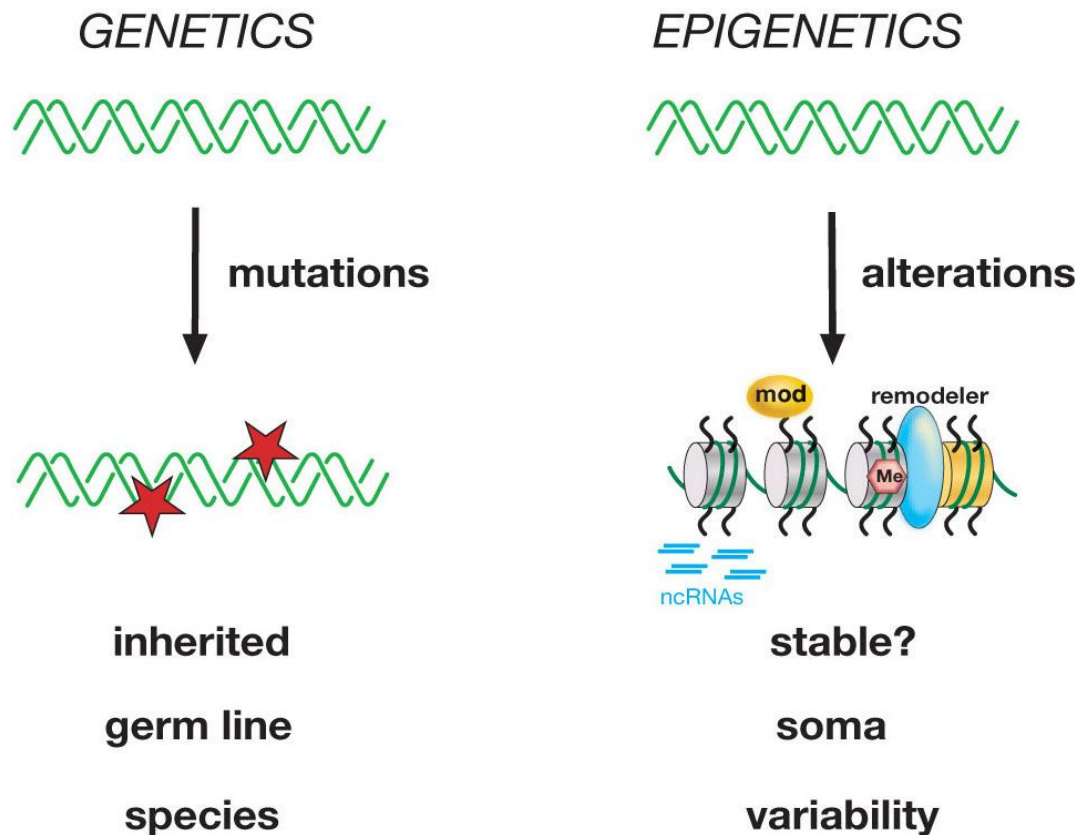 GENETICS
EPIGENETICS
mutations
alterations
mod
remodeler
Me
ncRNAs
inherited
stable?
germ line
soma
species
variability